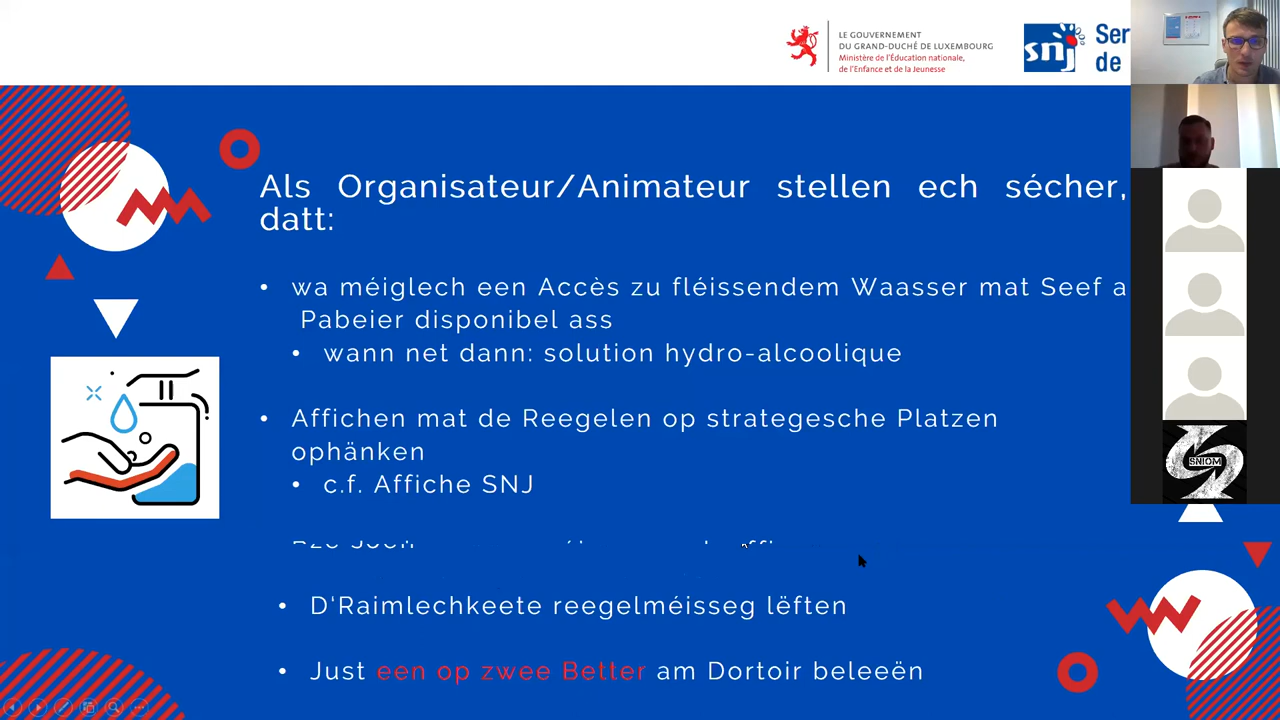 LE GOUVERNEMENT
DU GRAND-DUCHÉ DE LUXEMBOURG
Ministère de l'Éducation nationale,
de l'Enfance et de la Jeunesse
snj
Ser
de
Als Organisateur/Animateur stellen ech sécher,
datt:
• wa méiglech een Accès zu fléissendem Waasser mat Seef a
Pabeier disponibel ass
• wann net dann: solution hydro-alcoolique
• Affichen mat de Reegelen op strategesche Platzen
ophänken
• c.f. Affiche SNJ
SNIOM
• D'Raimlechkeete reegelméisseg lëften
• Just een op zwee Better am Dortoir beleeën